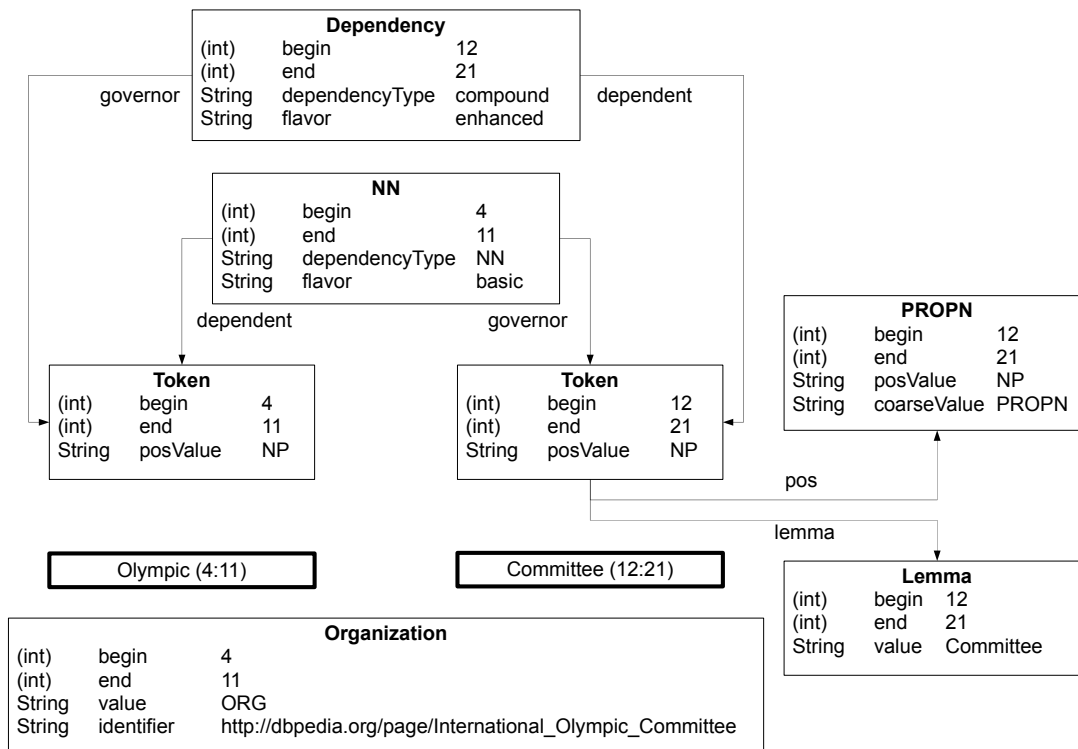 Dependency
(int) begin 12
(int) end 21
String dependencyType compound
String flavor enhanced
governor
dependent
NN
(int) begin 4
(int) end 11
String dependencyType NN
String flavor basic
dependent
governor
Token
(int) begin 4
(int) end 11
String posValue NP
Token
(int) begin 12
(int) end 21
String posValue NP
PROPN
(int) begin 12
(int) end 21
String posValue NP
String coarseValue PROPN
pos
lemma
Olympic (4:11)
Committee (12:21)
Lemma
(int) begin 12
(int) end 21
String value Committee
Organization
(int) begin 4
(int) end 11
String value ORG
String identifier http://dbpedia.org/page/International_Olympic_Committee